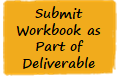 Submit
Workbook as
Part of
Deliverable